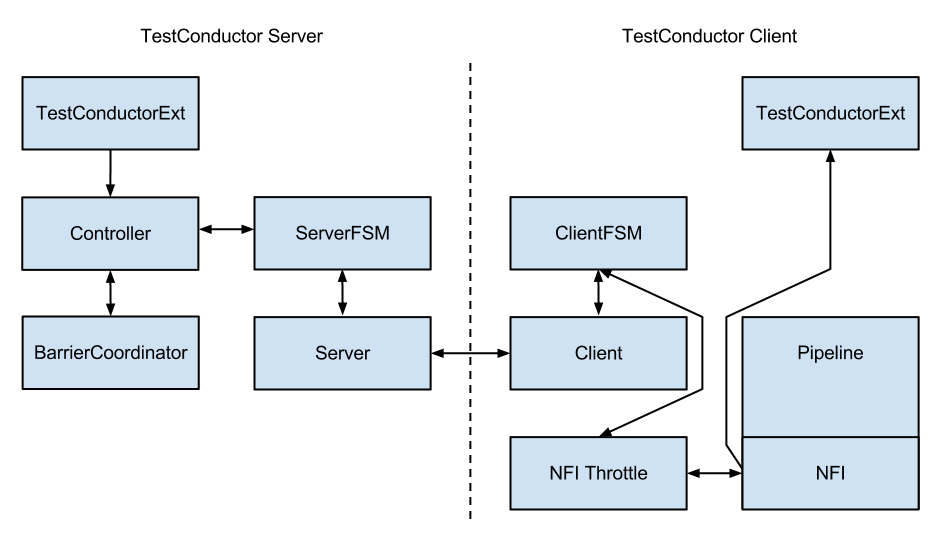 TestConductor Server
TestConductor Client
TestConductorExt
TestConductorExt
Controller
ServerFSM
ClientFSM
BarrierCoordinator
Server
Client
Pipeline
NFI Throttle
NFI